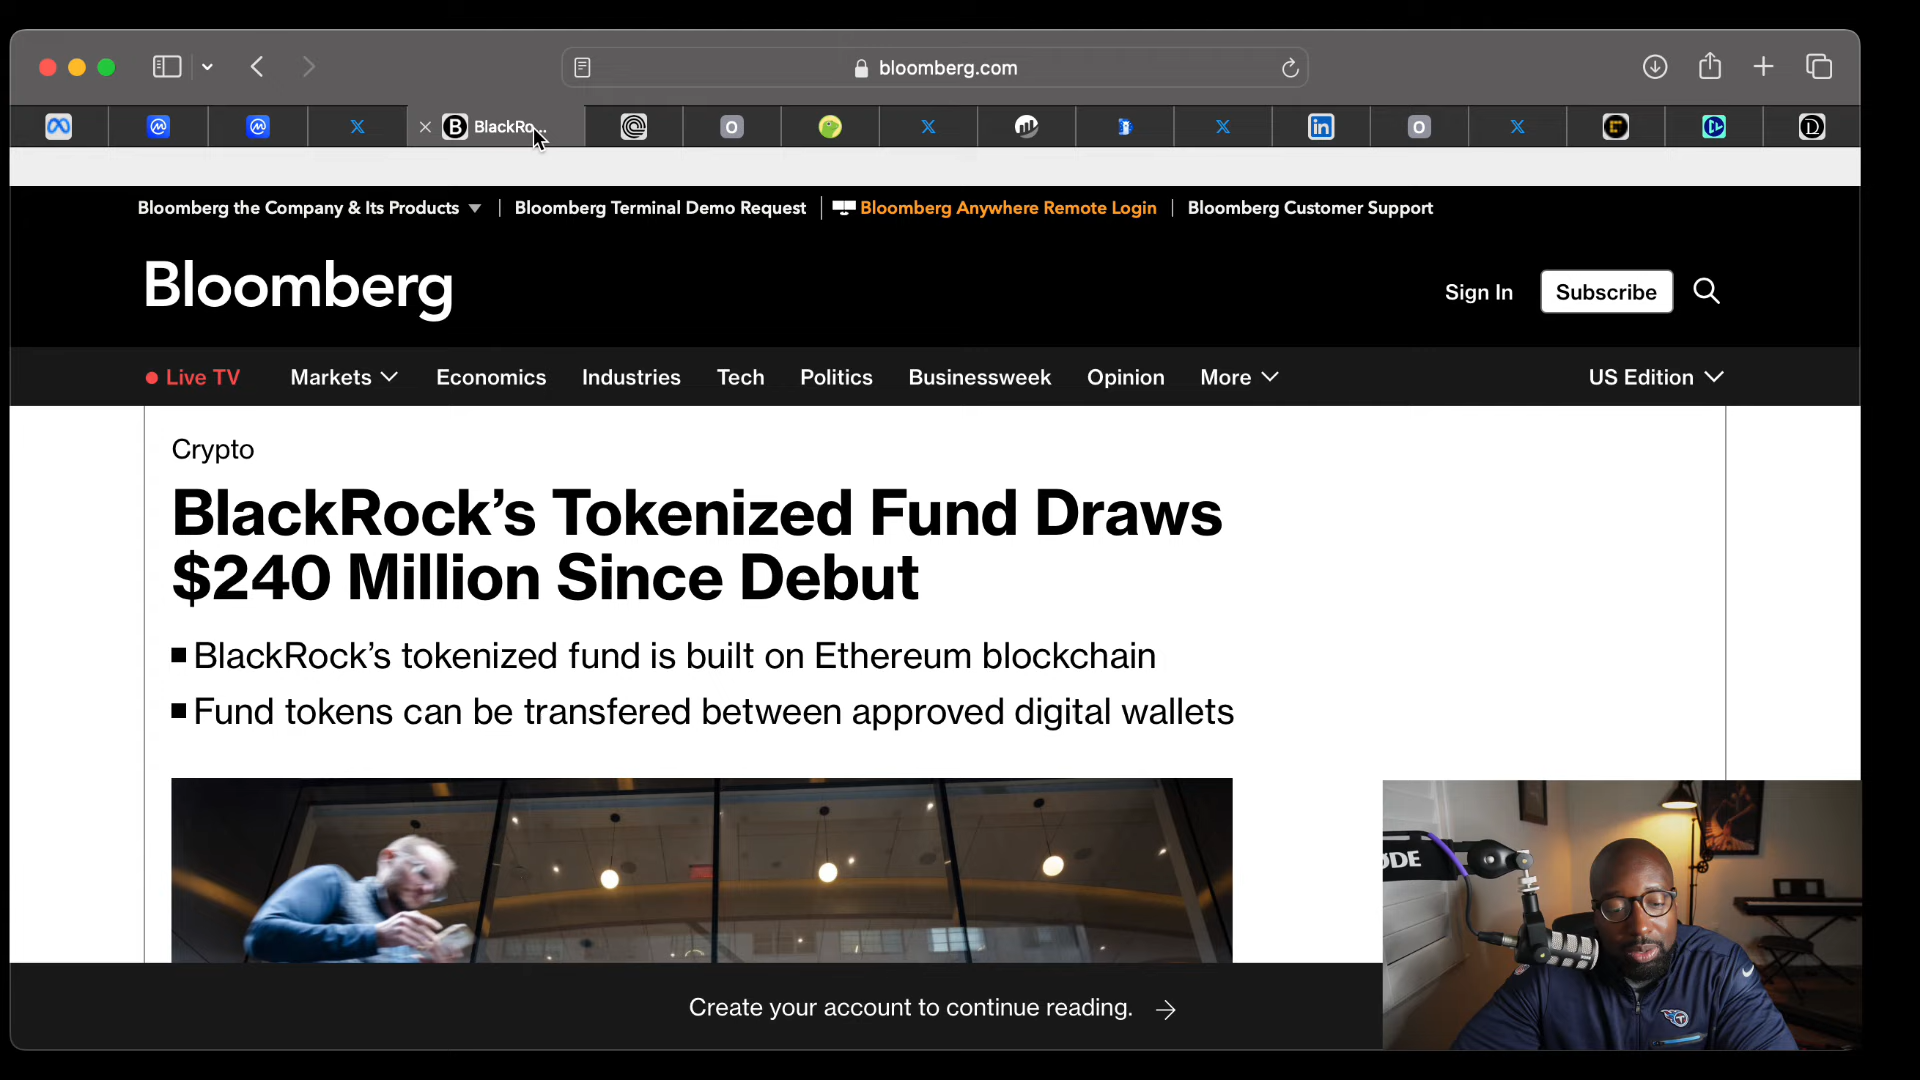 bloomberg.com
BlackRo...
Bloomberg the Company & Its Products
Bloomberg Terminal Demo Request
Bloomberg Anywhere Remote Login
Bloomberg Customer Support
Bloomberg
Sign In
Subscribe
Live TV
Markets
Economics
Industries
Tech
Politics
Businessweek
Opinion
More
US Edition
Crypto
BlackRock’s Tokenized Fund Draws
$240 Million Since Debut
BlackRock’s tokenized fund is built on Ethereum blockchain
Fund tokens can be transfered between approved digital wallets
Create your account to continue reading.